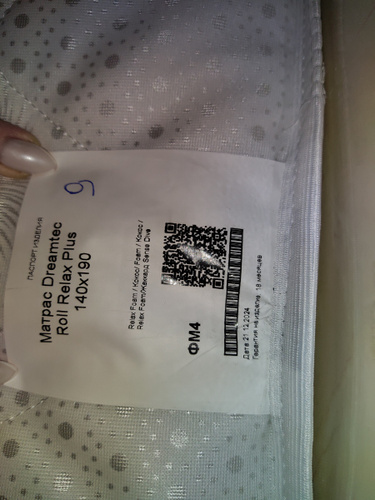 ПАСПОРТ ИЗДЕЛИЯ
Матрас Dreamtec
Roll Relax Plus
140x190
9
Relax Foam / Кокос/ Foam / Кокос /
Relax Foam/Жаккард Sense Diva
ФМ4
Дата:21.12.2024
Гарантия на изделие: 18 месяцев